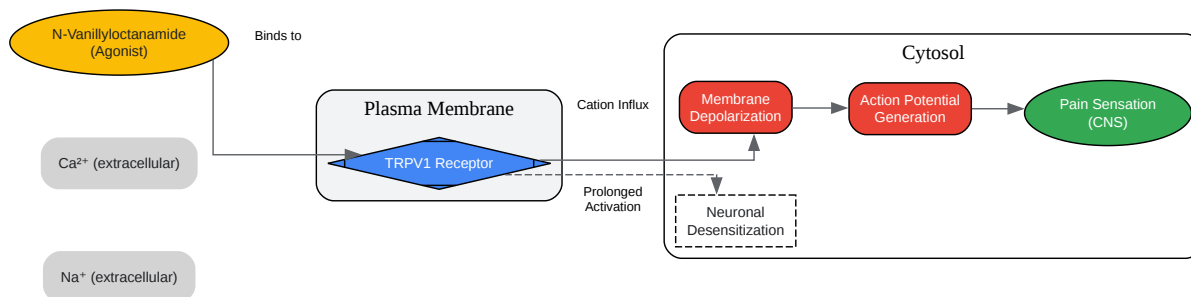 N-Vanillyloctanamide
(Agonist)
Binds to
Ca²⁺ (extracellular)
Na⁺ (extracellular)
Plasma Membrane
TRPV1 Receptor
Cation Influx
Prolonged
Activation
Cytosol
Membrane
Depolarization
Action Potential
Generation
Pain Sensation
(CNS)
Neuronal
Desensitization